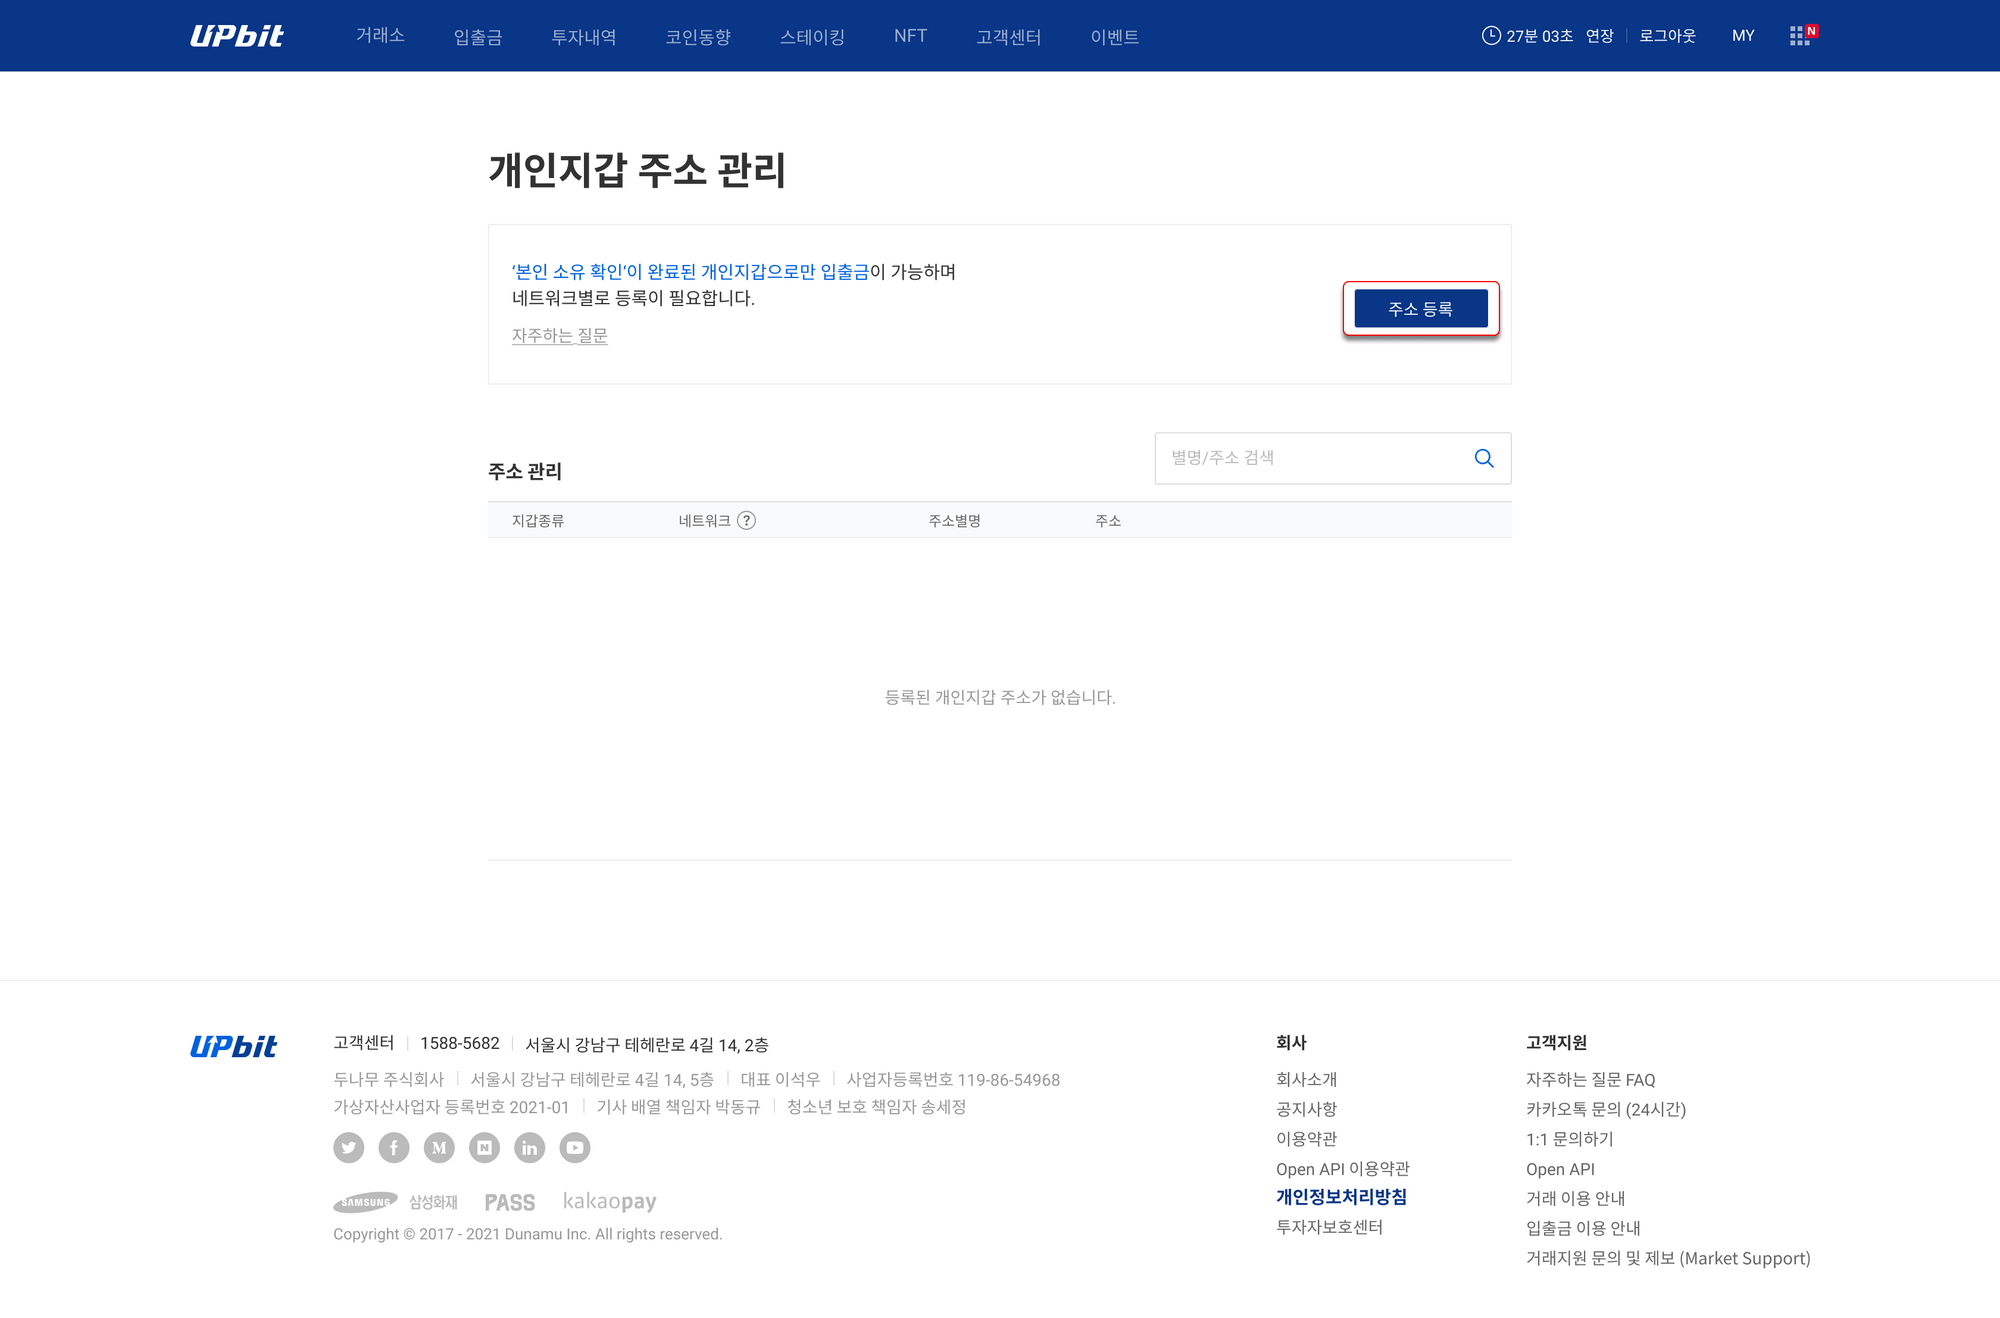 UPbit 거래소 입출금 투자내역 코인동향 스테이킹 NFT 고객센터 이벤트 27분 03초 연장 로그아웃 MY N
개인지갑 주소 관리
‘본인 소유 확인‘이 완료된 개인지갑으로만 입출금이 가능하며
네트워크별로 등록이 필요합니다.
주소 등록
자주하는 질문
별명/주소 검색
주소 관리
지갑종류 네트워크 ? 주소별명 주소
등록된 개인지갑 주소가 없습니다.
UPbit
고객센터 1588-5682 서울시 강남구 테헤란로 4길 14, 2층
두나무 주식회사 서울시 강남구 테헤란로 4길 14, 5층 대표 이석우 사업자등록번호 119-86-54968
가상자산사업자 등록번호 2021-01 기사 배열 책임자 박동규 청소년 보호 책임자 송세정
f M N in
SAMSUNG 삼성화재 PASS kakaopay
Copyright © 2017 - 2021 Dunamu Inc. All rights reserved.
회사
회사소개
공지사항
이용약관
Open API 이용약관
개인정보처리방침
투자자보호센터
고객지원
자주하는 질문 FAQ
카카오톡 문의 (24시간)
1:1 문의하기
Open API
거래 이용 안내
입출금 이용 안내
거래지원 문의 및 제보 (Market Support)